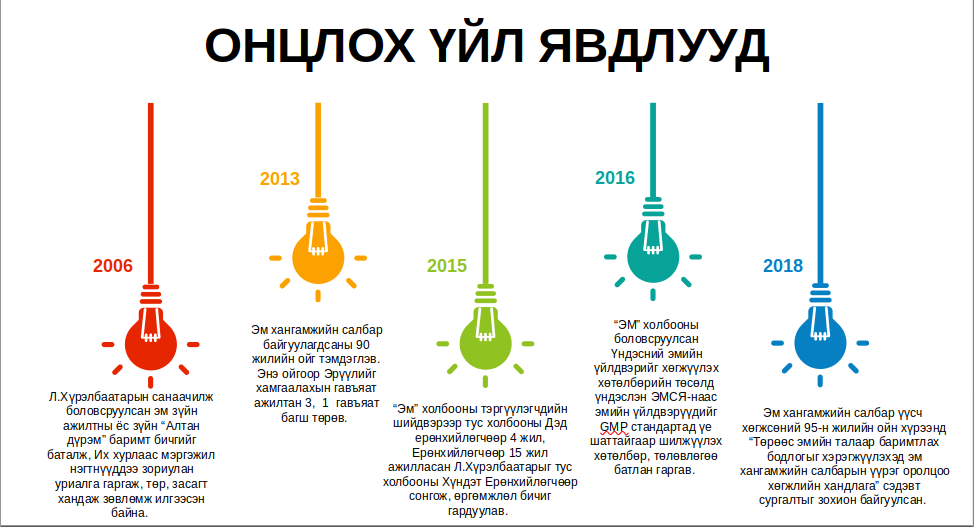 ОНЦЛОХ ҮЙЛ ЯВДЛУУД
2006
Л.Хүрэлбаатарын санаачилж
боловсруулсан эм зүйн
ажилтны ёс зүйн “Алтан
дүрэм” баримт бичгийг
баталж, Их хурлаас мэргэжил
нэгтнүүддээ зориулан
уриалга гаргаж, төр, засагт
хандаж зөвлөмж илгээсэн
байна.
2013
Эм хангамжийн салбар
байгуулагдсаны 90
жилийн ойг тэмдэглэв.
Энэ ойгоор Эрүүлийг
хамгаалахын гавъяат
ажилтан 3, 1 гавъяат
багш төрөв.
2015
“Эм” холбооны тэргүүлэгчдийн
шийдвэрээр тус холбооны Дэд
ерөнхийлөгчөөр 4 жил,
Ерөнхийлөгчөөр 15 жил
ажилласан Л.Хүрэлбаатарыг тус
холбооны Хүндэт Ерөнхийлөгчөөр
сонгож, өргөмжлөл бичиг
гардуулав.
2016
“ЭМ” холбооны
боловсруулсан
Үндэсний эмийн
үйлдвэрийг хөгжүүлэх
хөтөлбөрийн төсөлд
үндэслэн ЭМСЯ-наас
эмийн үйлдвэрүүдийг
GMP стандартад үе
шаттайгаар шилжүүлэх
хөтөлбөр, төлөвлөгөө
батлан гаргав.
2018
Эм хангамжийн салбар үүсч
хөгжсөний 95-н жилийн ойн хүрээнд
“Төрөөс эмийн талаар баримтлах
бодлогыг хэрэгжүүлэхэд эм
хангамжийн салбарын үүрэг оролцоо
хөгжлийн хандлага” сэдэвт
сургалтыг зохион байгуулсан.